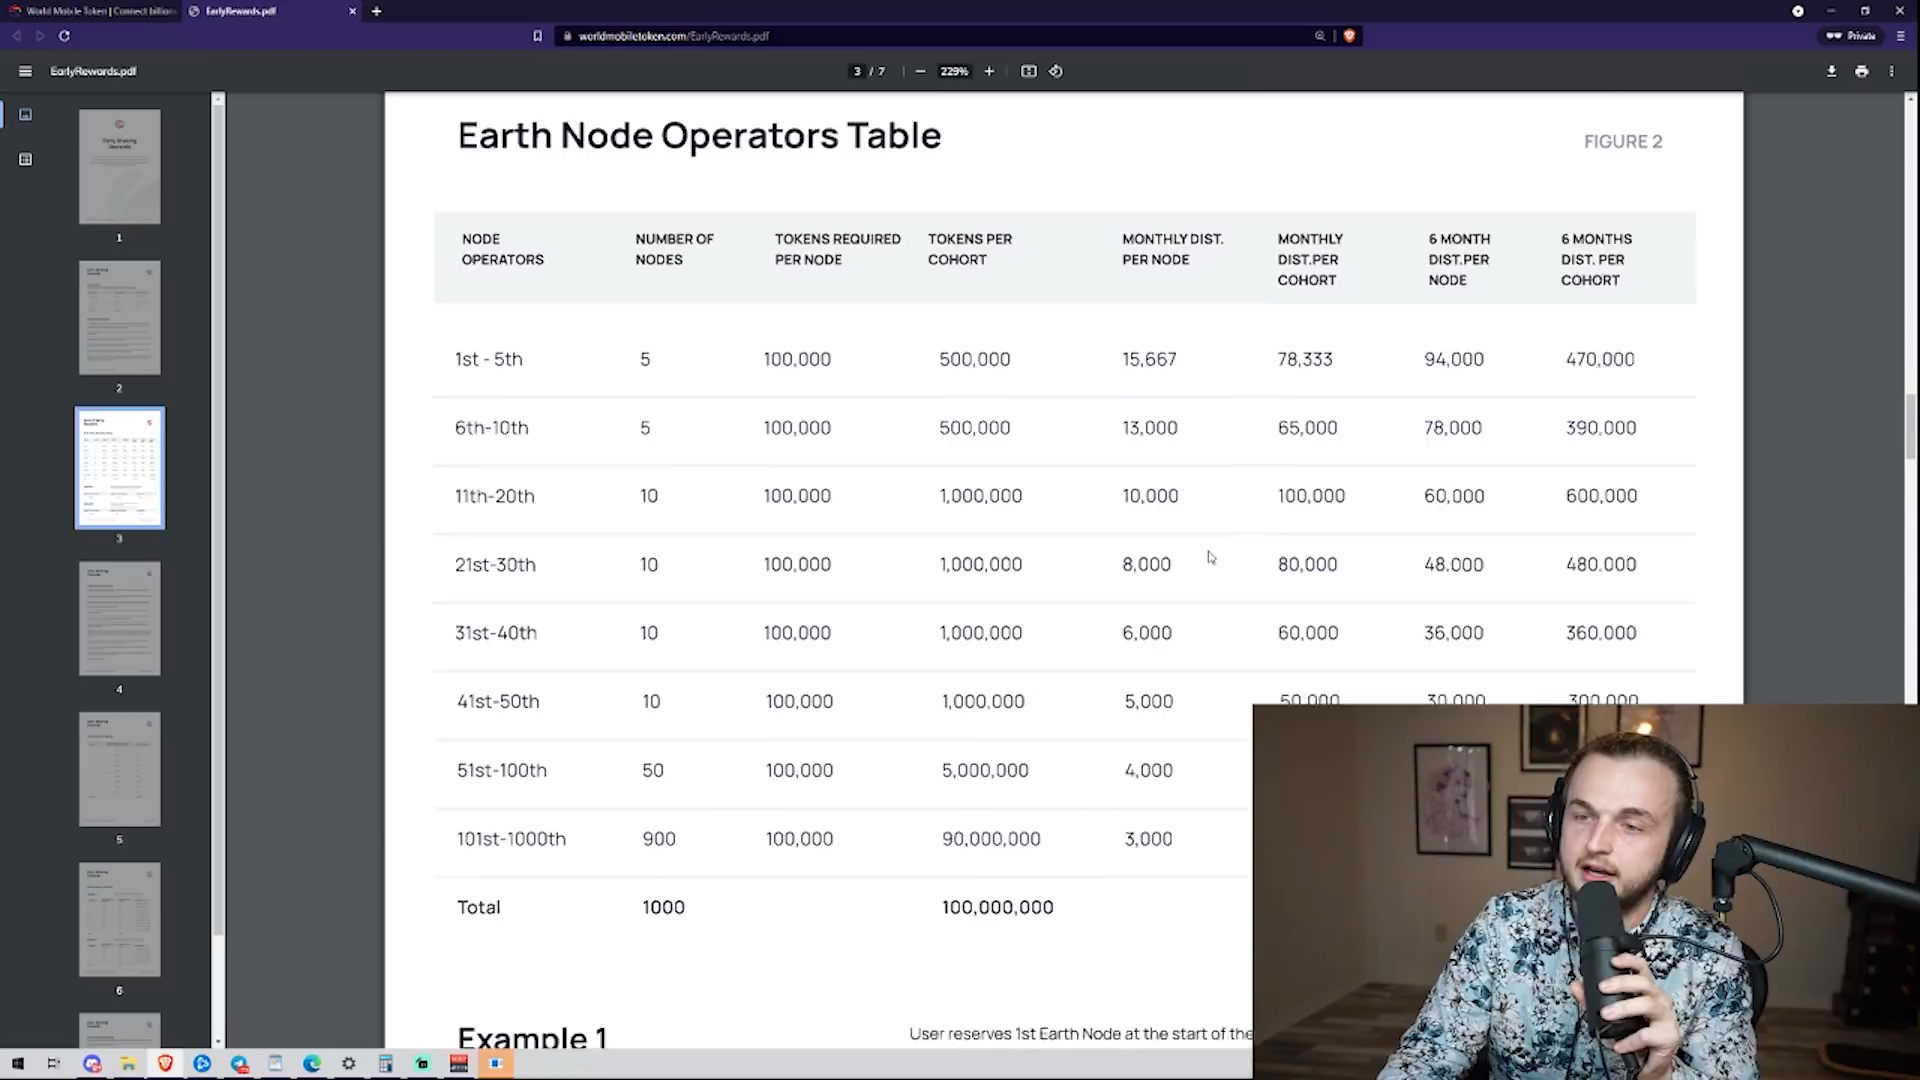 World Mobile Token | Connect billion
EarlyRewards.pdf
worldmobiletoken.com/EarlyRewards.pdf
Private
EarlyRewards.pdf
3 / 7
229%
Earth Node Operators Table
FIGURE 2
NODE OPERATORS
NUMBER OF NODES
TOKENS REQUIRED PER NODE
TOKENS PER COHORT
MONTHLY DIST. PER NODE
MONTHLY DIST.PER COHORT
6 MONTH DIST.PER NODE
6 MONTHS DIST. PER COHORT
1st - 5th 5 100,000 500,000 15,667 78,333 94,000 470,000
6th-10th 5 100,000 500,000 13,000 65,000 78,000 390,000
11th-20th 10 100,000 1,000,000 10,000 100,000 60,000 600,000
21st-30th 10 100,000 1,000,000 8,000 80,000 48,000 480,000
31st-40th 10 100,000 1,000,000 6,000 60,000 36,000 360,000
41st-50th 10 100,000 1,000,000 5,000 50,000 30,000 300,000
51st-100th 50 100,000 5,000,000 4,000
101st-1000th 900 100,000 90,000,000 3,000
Total 1000 100,000,000
Example 1
User reserves 1st Earth Node at the start of the
1
2
3
4
5
6